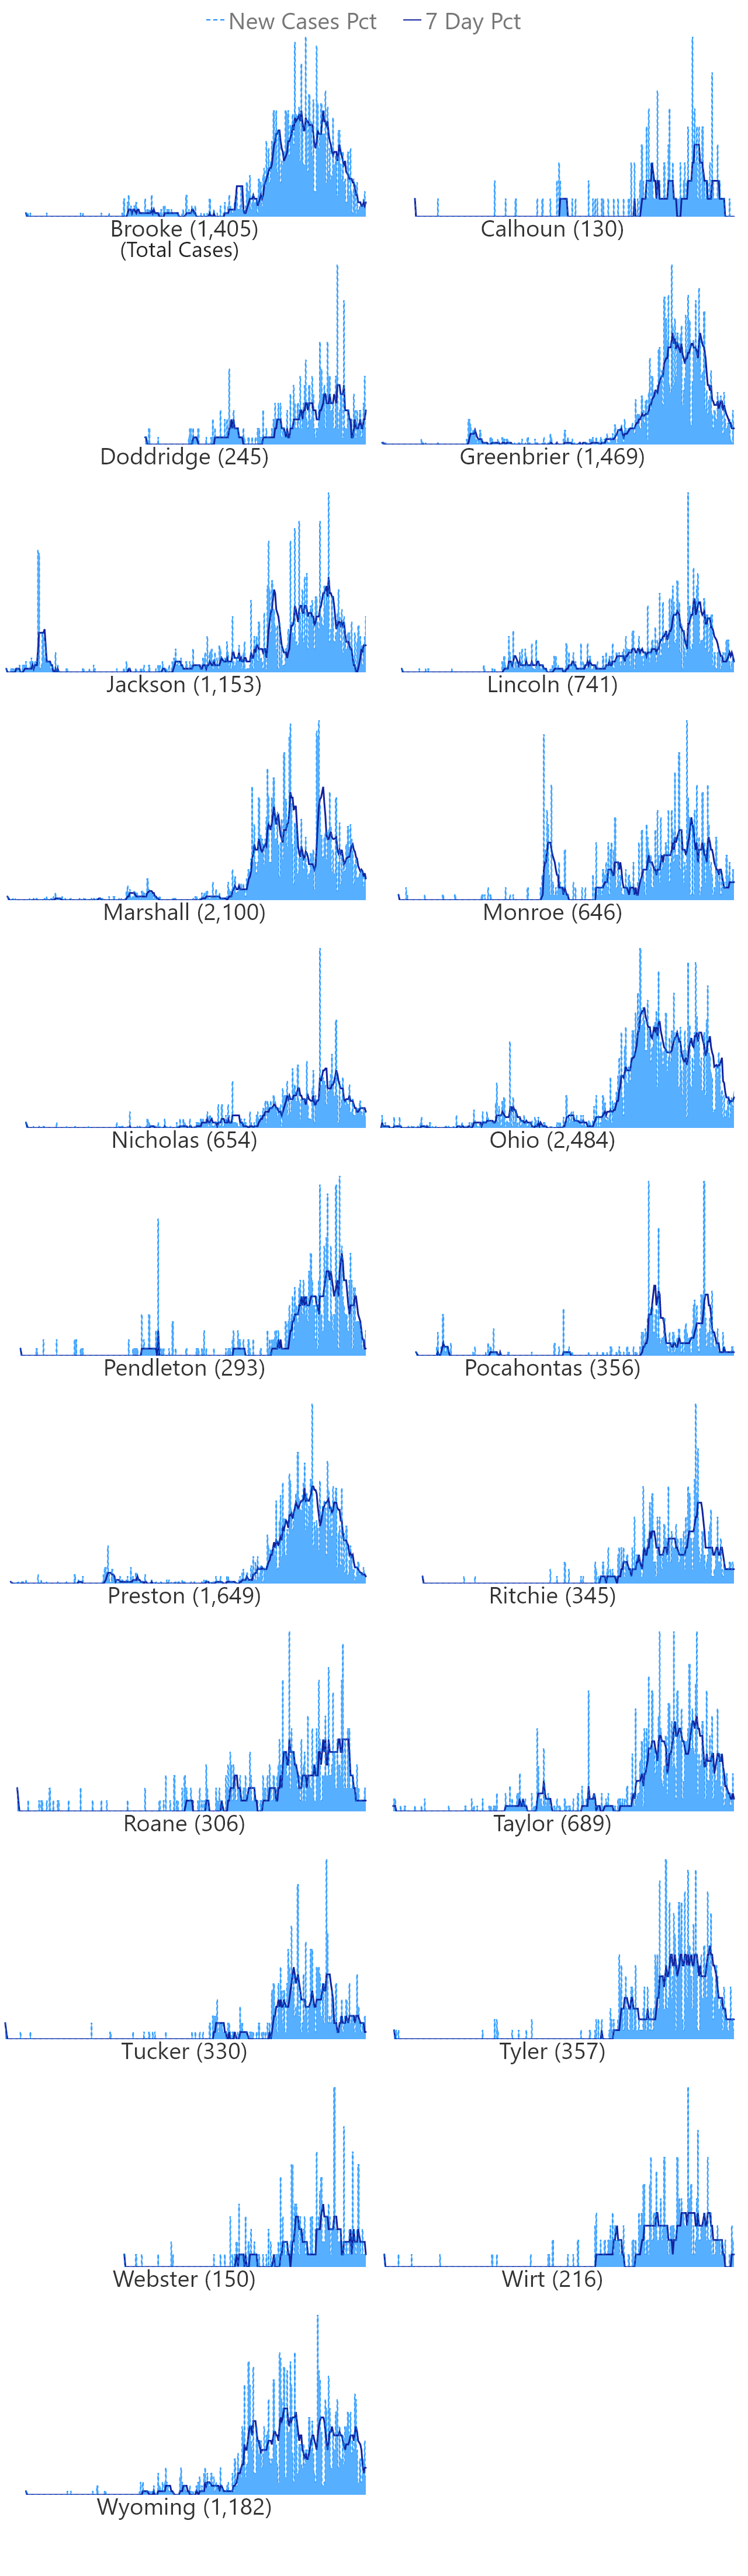 New Cases Pct 7 Day Pct
Brooke (1,405) Calhoun (130)
(Total Cases)
Doddridge (245) Greenbrier (1,469)
Jackson (1,153) Lincoln (741)
Marshall (2,100) Monroe (646)
Nicholas (654) Ohio (2,484)
Pendleton (293) Pocahontas (356)
Preston (1,649) Ritchie (345)
Roane (306) Taylor (689)
Tucker (330) Tyler (357)
Webster (150) Wirt (216)
Wyoming (1,182)